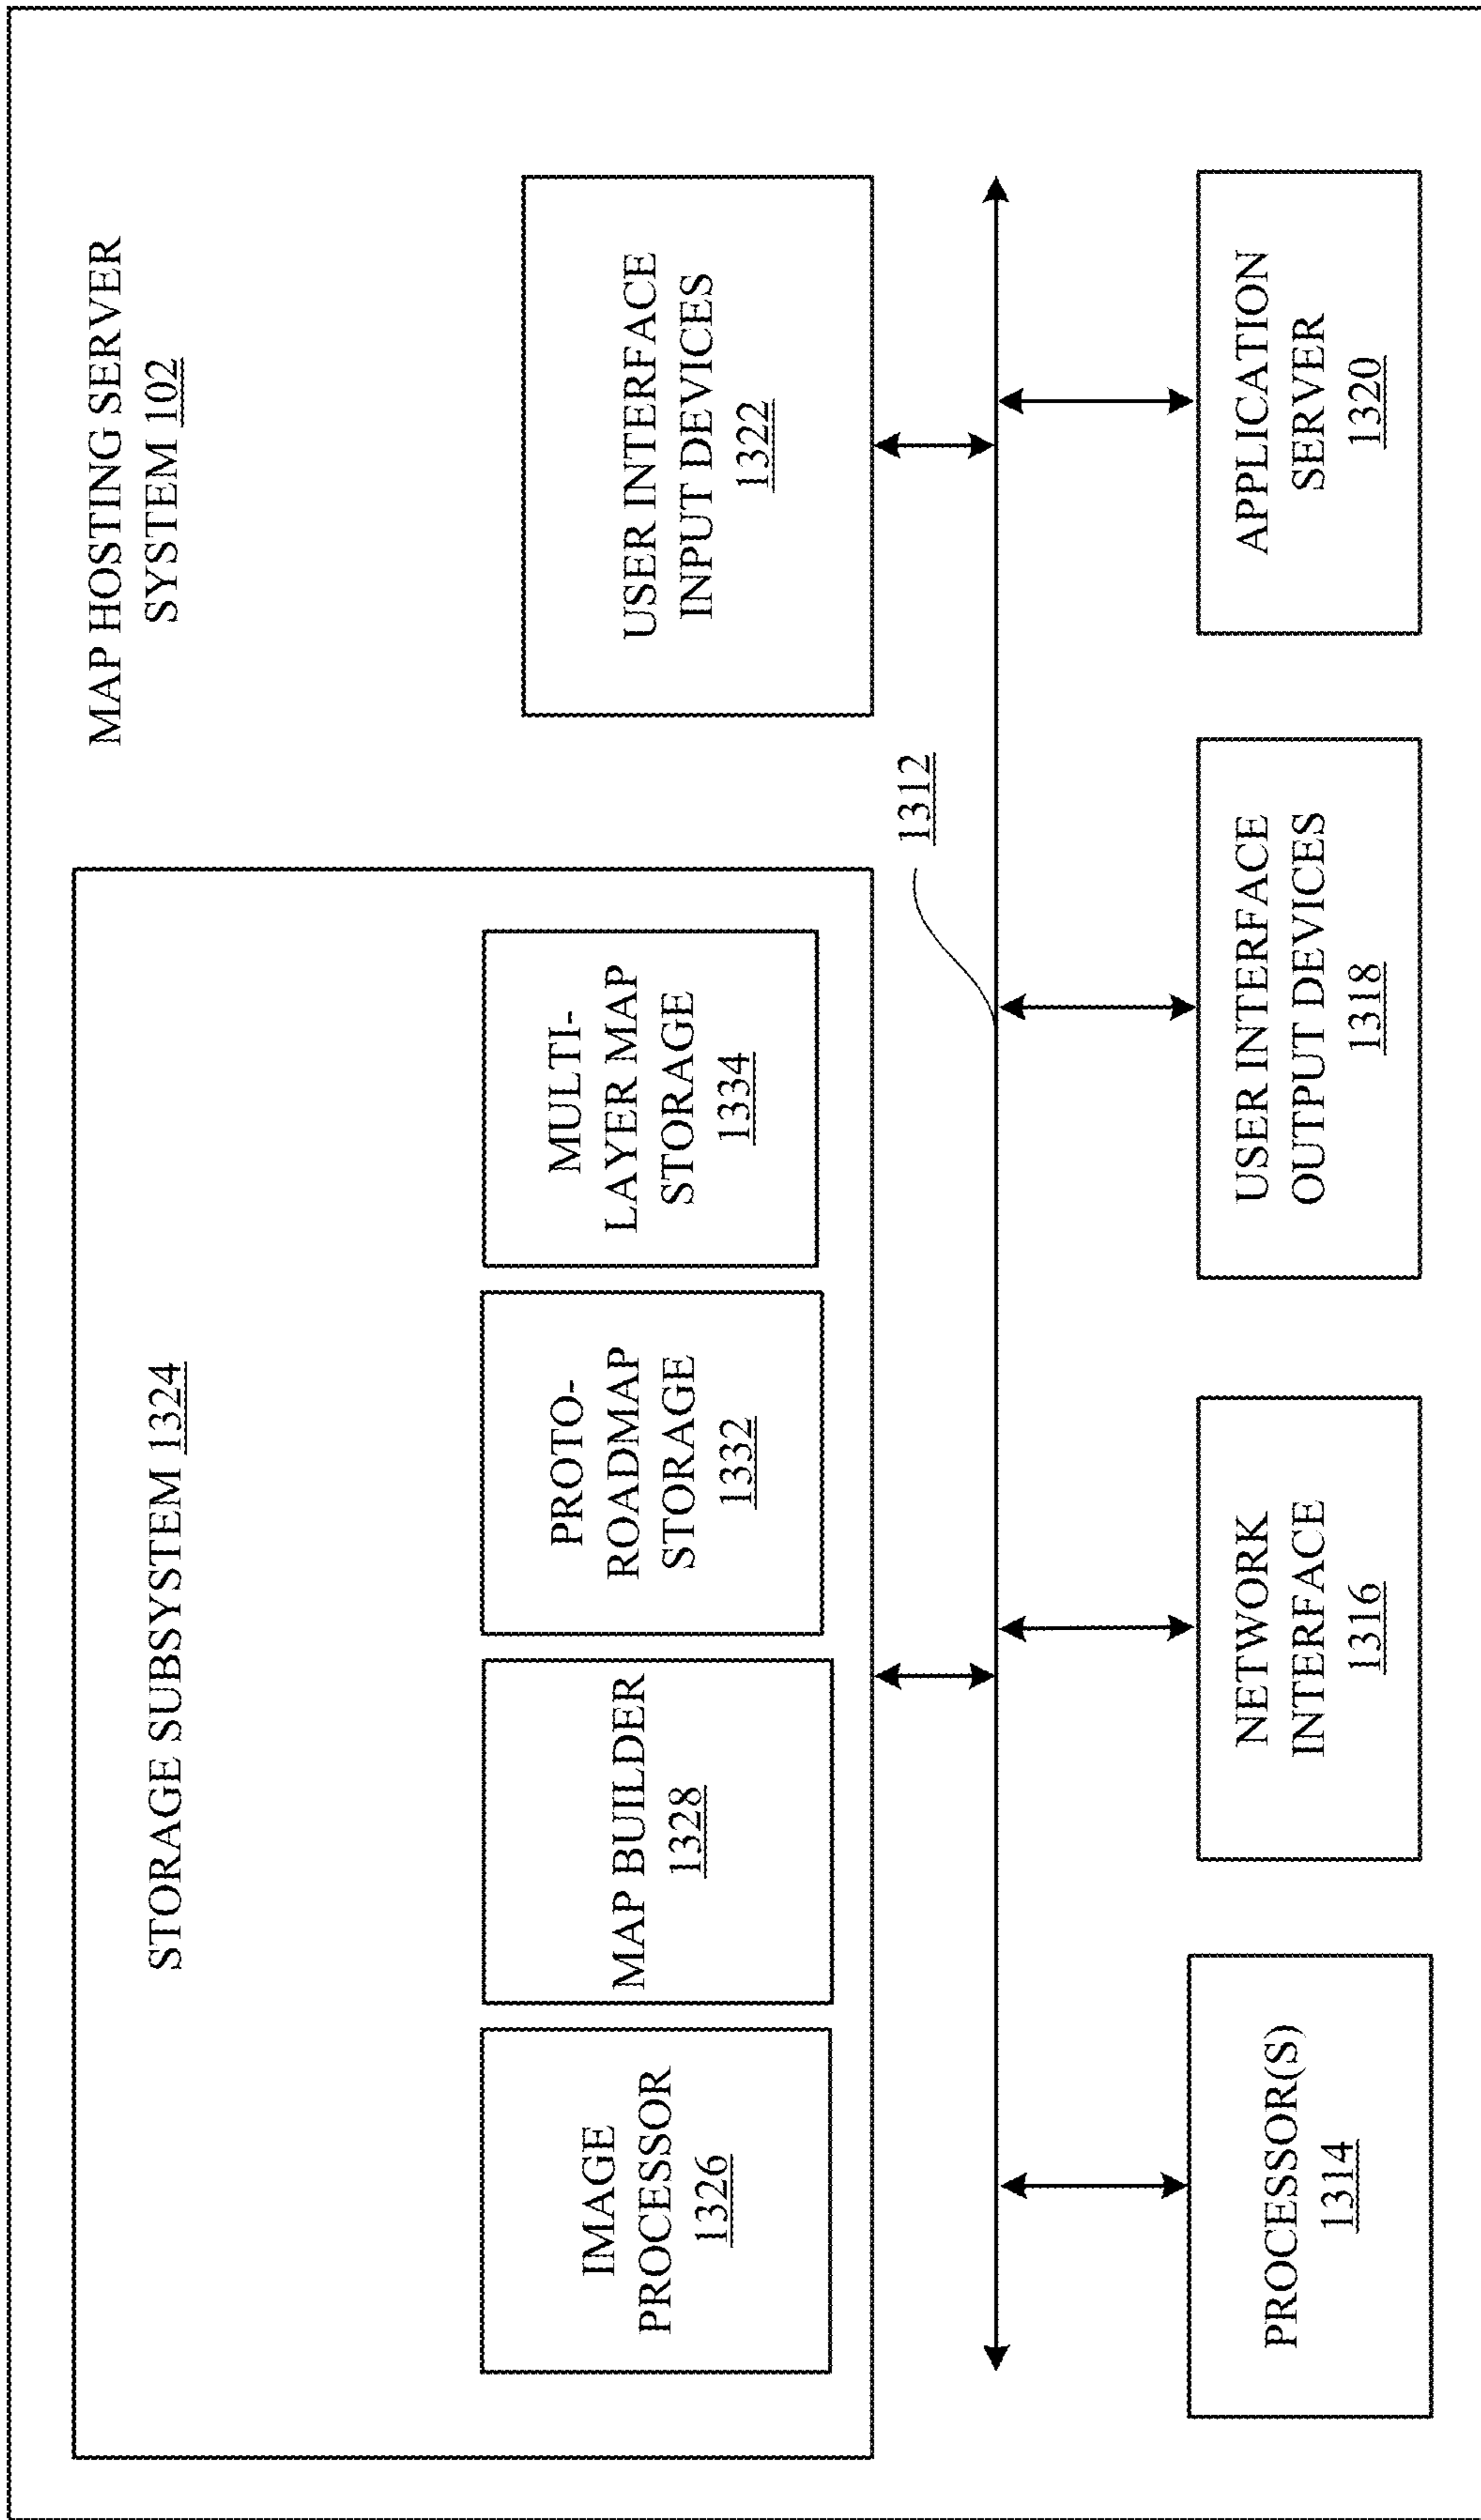 MAP HOSTING SERVER
SYSTEM 102
STORAGE SUBSYSTEM 1324
IMAGE
PROCESSOR
1326
MAP BUILDER
1328
PROTO-
ROADMAP
STORAGE
1332
MULTI-
LAYER MAP
STORAGE
1334
USER INTERFACE
INPUT DEVICES
1322
1312
PROCESSOR(S)
1314
NETWORK
INTERFACE
1316
USER INTERFACE
OUTPUT DEVICES
1318
APPLICATION
SERVER
1320